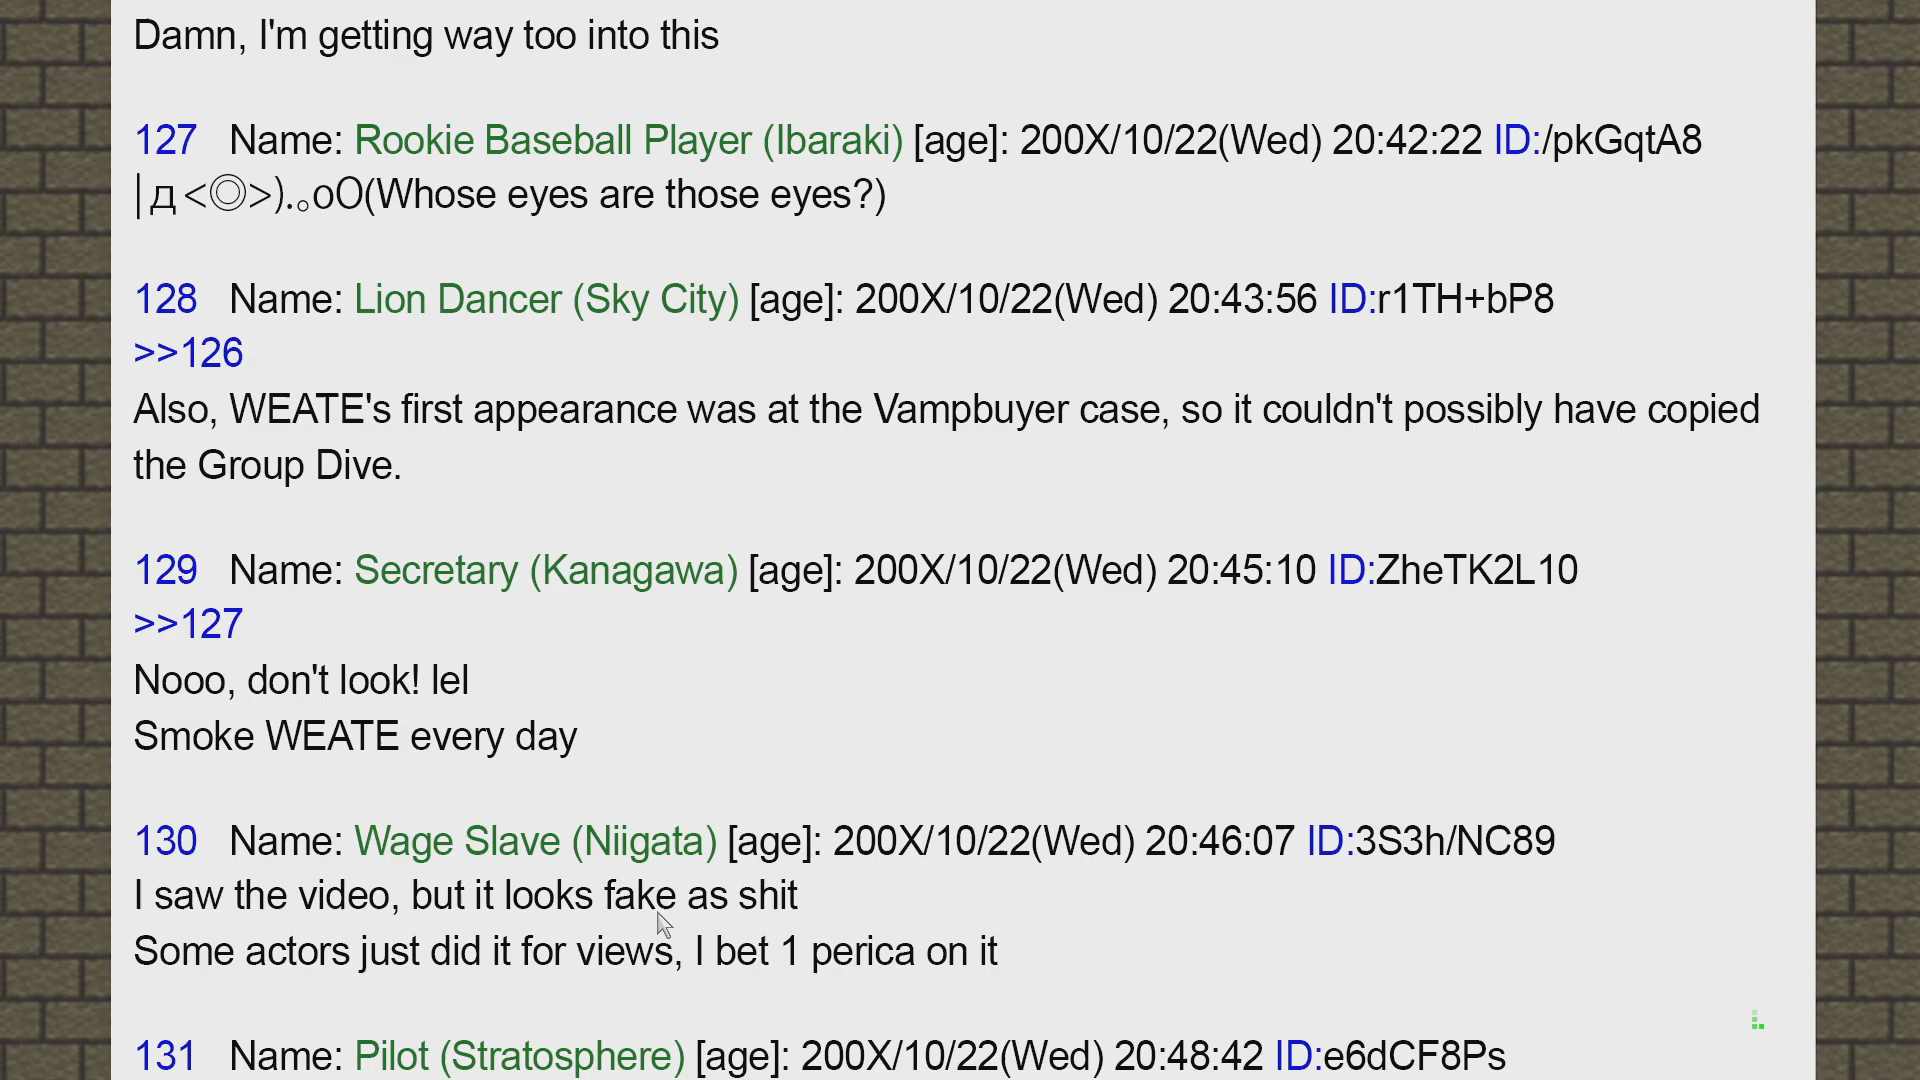 Damn, I'm getting way too into this
127 Name: Rookie Baseball Player (Ibaraki) [age]: 200X/10/22(Wed) 20:42:22 ID:/pkGqtA8
|д<◎>).｡oO(Whose eyes are those eyes?)
128 Name: Lion Dancer (Sky City) [age]: 200X/10/22(Wed) 20:43:56 ID:r1TH+bP8
>>126
Also, WEATE's first appearance was at the Vampbuyer case, so it couldn't possibly have copied
the Group Dive.
129 Name: Secretary (Kanagawa) [age]: 200X/10/22(Wed) 20:45:10 ID:ZheTK2L10
>>127
Nooo, don't look! lel
Smoke WEATE every day
130 Name: Wage Slave (Niigata) [age]: 200X/10/22(Wed) 20:46:07 ID:3S3h/NC89
I saw the video, but it looks fake as shit
Some actors just did it for views, I bet 1 perica on it
131 Name: Pilot (Stratosphere) [age]: 200X/10/22(Wed) 20:48:42 ID:e6dCF8Ps